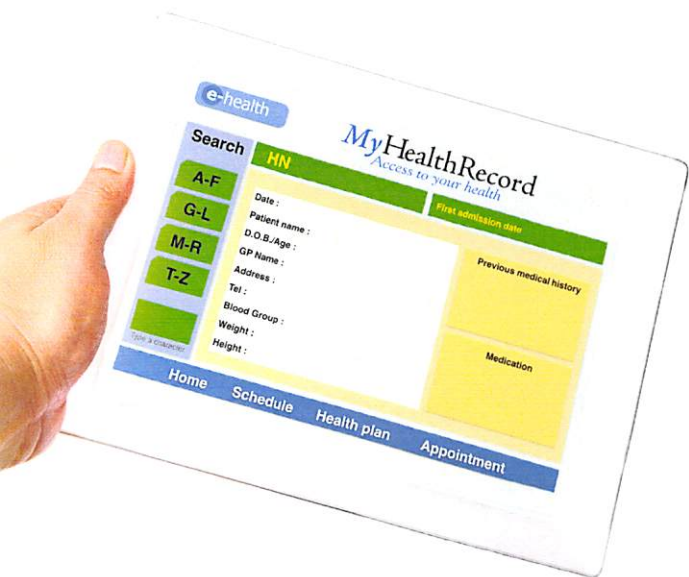 e-health
MyHealthRecord
Access to your health
Search
A-F
G-L
M-R
T-Z
Type a character
HN
First admission date
Date :
Patient name :
D.O.B./Age :
GP Name :
Address :
Tel :
Blood Group :
Weight :
Height :
Previous medical history
Medication
Home Schedule Health plan Appointment